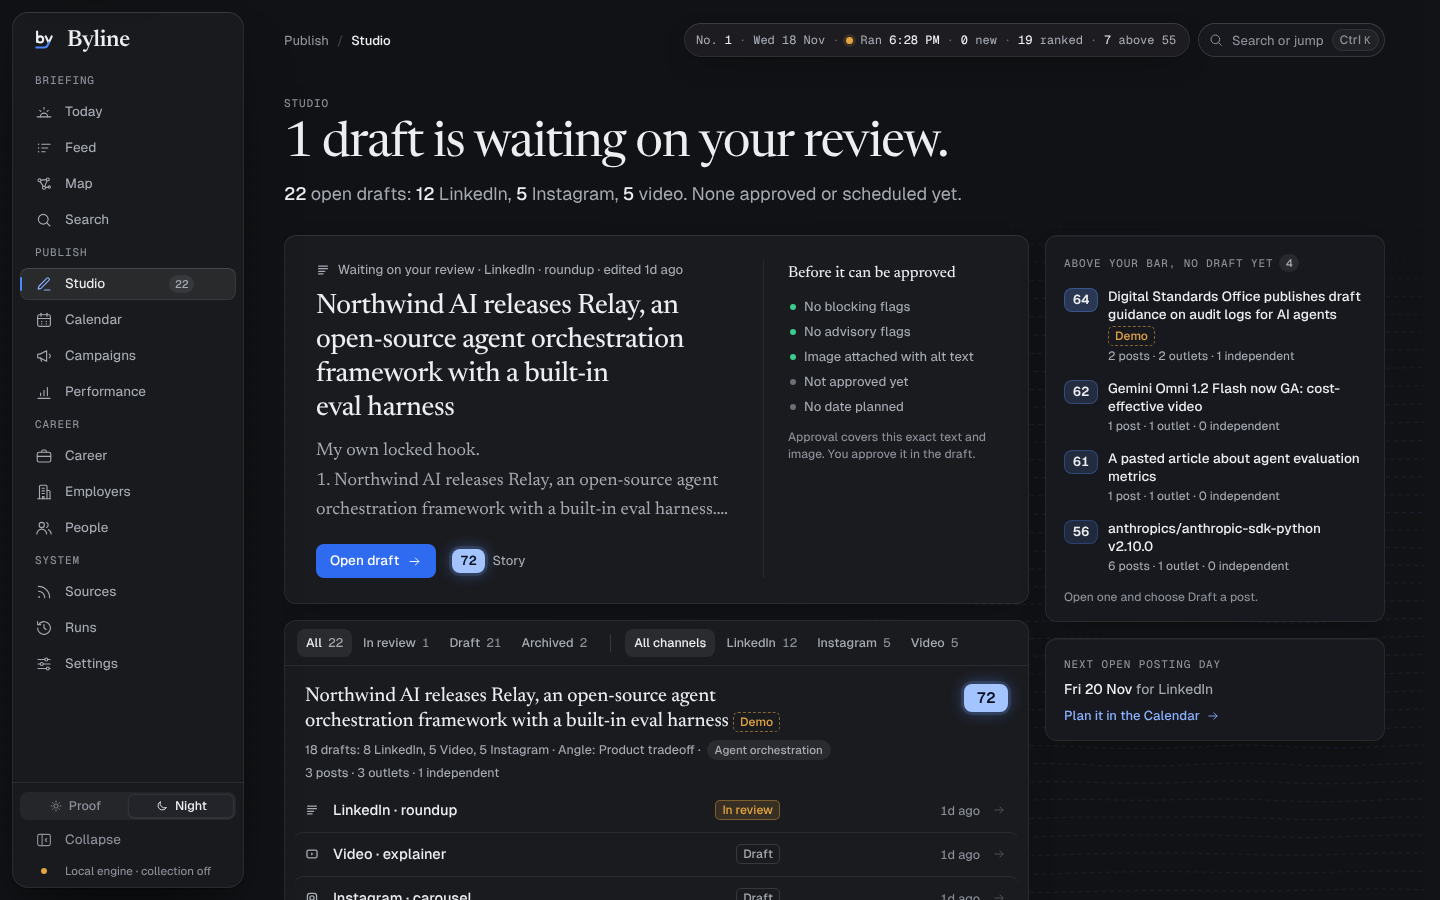 by Byline
BRIEFING
Today
Feed
Map
Search
PUBLISH
Studio 22
Calendar
Campaigns
Performance
CAREER
Career
Employers
People
SYSTEM
Sources
Runs
Settings
Proof Night
Collapse
Local engine · collection off
Publish / Studio
No. 1 · Wed 18 Nov · Ran 6:28 PM · 0 new · 19 ranked · 7 above 55
Search or jump Ctrl K
STUDIO
1 draft is waiting on your review.
22 open drafts: 12 LinkedIn, 5 Instagram, 5 video. None approved or scheduled yet.
Waiting on your review · LinkedIn · roundup · edited 1d ago
Northwind AI releases Relay, an
open-source agent orchestration
framework with a built-in
eval harness
My own locked hook.
1. Northwind AI releases Relay, an open-source agent
orchestration framework with a built-in eval harness....
Open draft →
72 Story
Before it can be approved
No blocking flags
No advisory flags
Image attached with alt text
Not approved yet
No date planned
Approval covers this exact text and
image. You approve it in the draft.
ABOVE YOUR BAR, NO DRAFT YET 4
64 Digital Standards Office publishes draft
guidance on audit logs for AI agents
Demo
2 posts · 2 outlets · 1 independent
62 Gemini Omni 1.2 Flash now GA: cost-
effective video
1 post · 1 outlet · 0 independent
61 A pasted article about agent evaluation
metrics
1 post · 1 outlet · 0 independent
56 anthropics/anthropic-sdk-python
v2.10.0
6 posts · 1 outlet · 0 independent
Open one and choose Draft a post.
NEXT OPEN POSTING DAY
Fri 20 Nov for LinkedIn
Plan it in the Calendar →
All 22 In review 1 Draft 21 Archived 2 All channels LinkedIn 12 Instagram 5 Video 5
Northwind AI releases Relay, an open-source agent
orchestration framework with a built-in eval harness Demo
72
18 drafts: 8 LinkedIn, 5 Video, 5 Instagram · Angle: Product tradeoff · Agent orchestration
3 posts · 3 outlets · 1 independent
LinkedIn · roundup In review 1d ago →
Video · explainer Draft 1d ago →
Instagram · carousel Draft 1d ago →